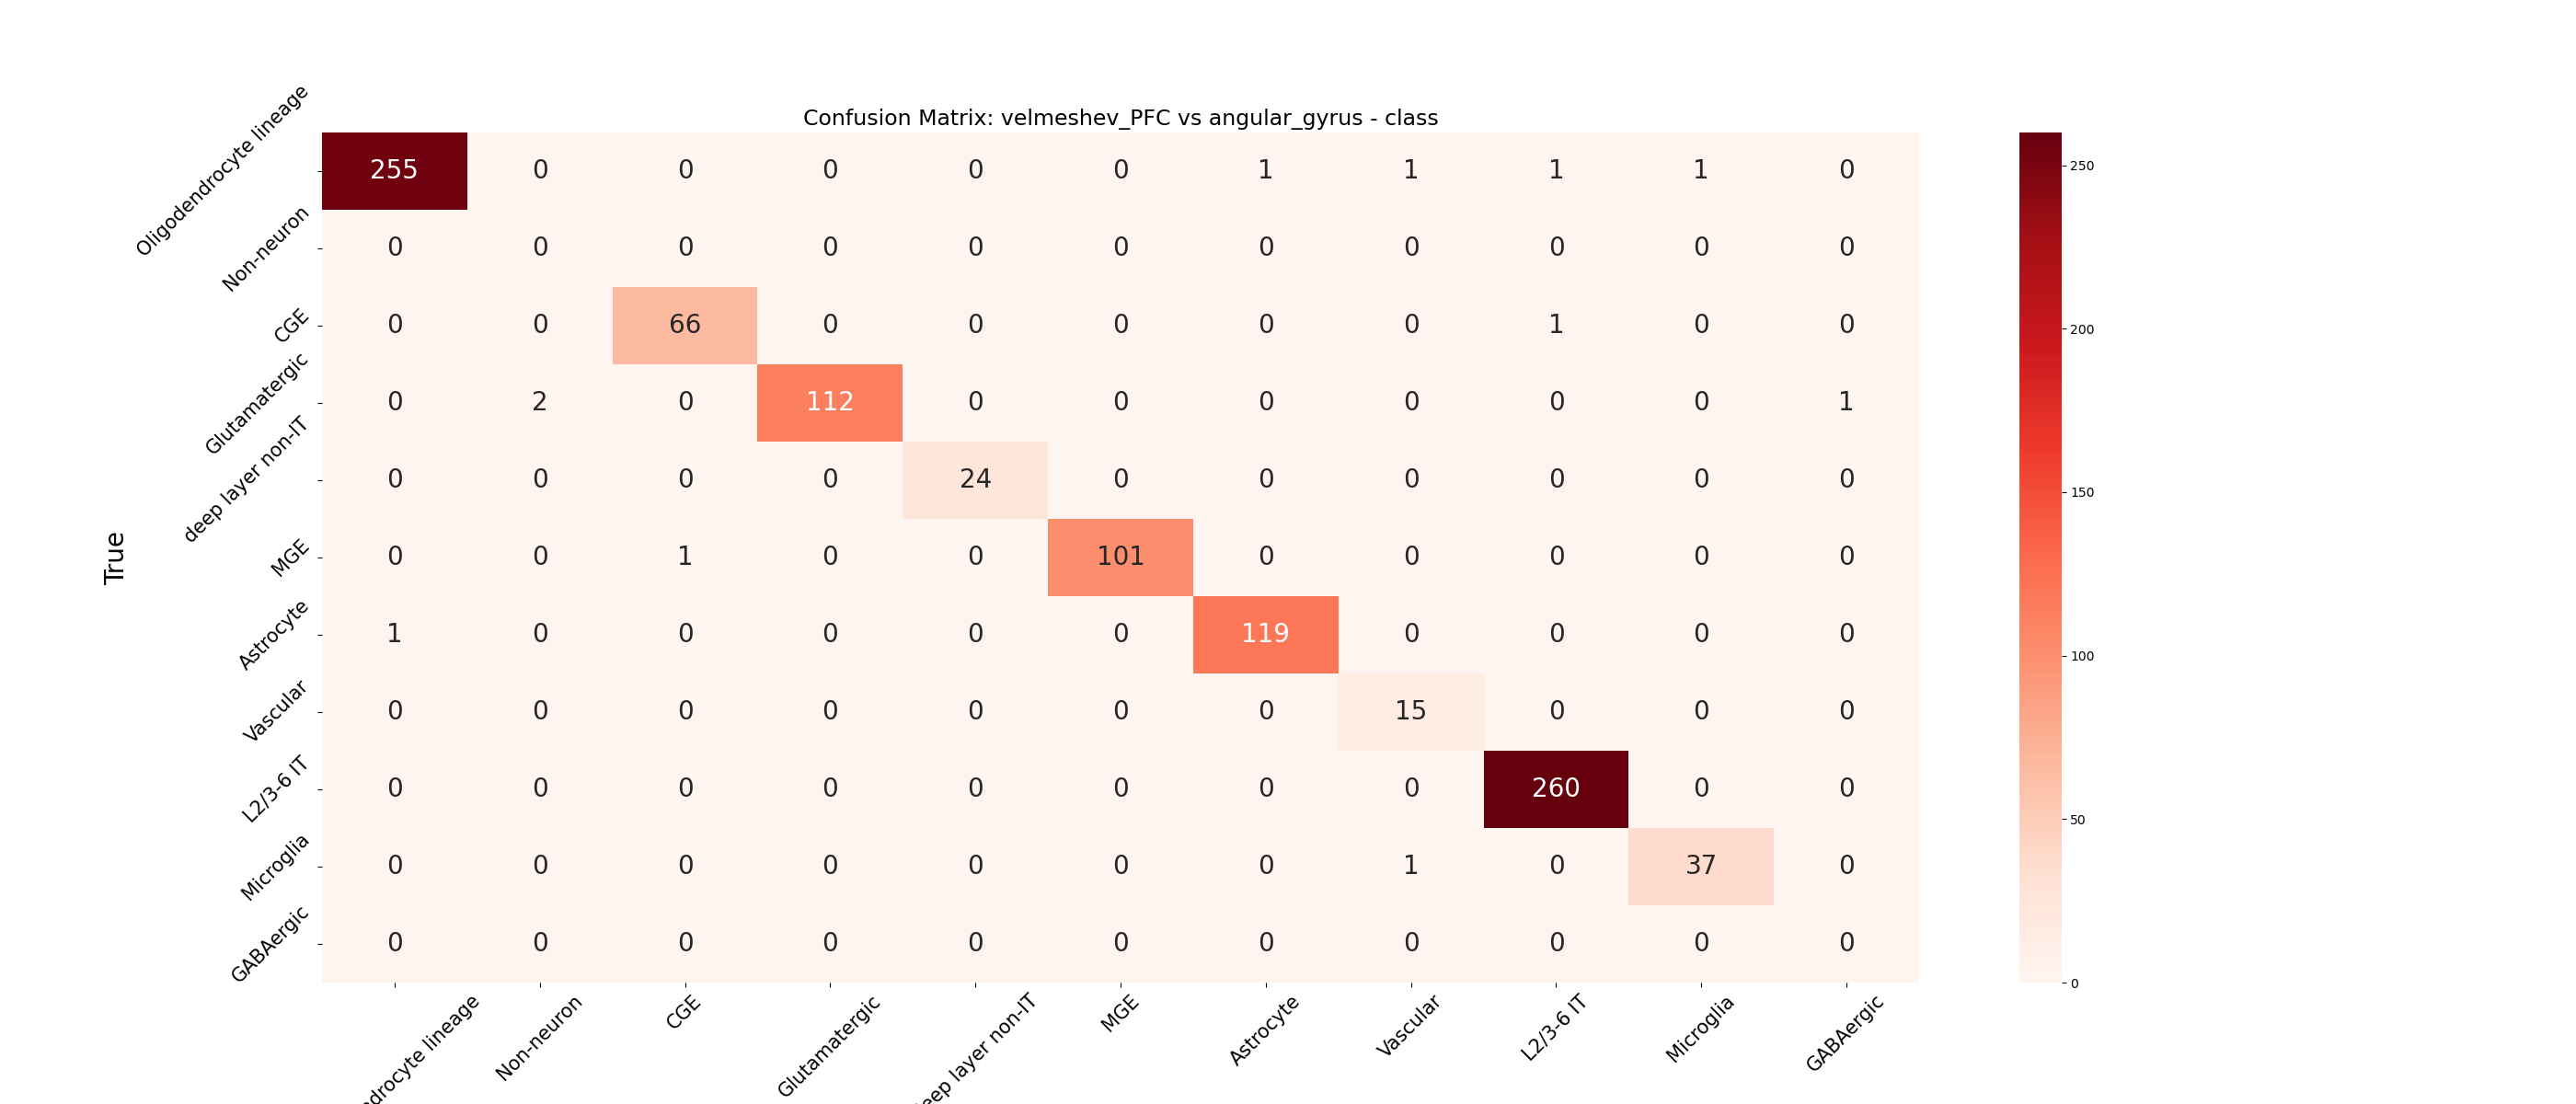 Confusion Matrix: velmeshev_PFC vs angular_gyrus - class
Oligodendrocyte lineage 255 0 0 0 0 0 1 1 1 1 0
Non-neuron 0 0 0 0 0 0 0 0 0 0 0
CGE 0 0 66 0 0 0 0 0 1 0 0
Glutamatergic 0 2 0 112 0 0 0 0 0 0 1
deep layer non-IT 0 0 0 0 24 0 0 0 0 0 0
MGE 0 0 1 0 0 101 0 0 0 0 0
Astrocyte 1 0 0 0 0 0 119 0 0 0 0
Vascular 0 0 0 0 0 0 0 15 0 0 0
L2/3-6 IT 0 0 0 0 0 0 0 0 260 0 0
Microglia 0 0 0 0 0 0 0 1 0 37 0
GABAergic 0 0 0 0 0 0 0 0 0 0 0
True
ndrocyte lineage Non-neuron CGE Glutamatergic eep layer non-IT MGE Astrocyte Vascular L2/3-6 IT Microglia GABAergic
250
200
150
100
50
0